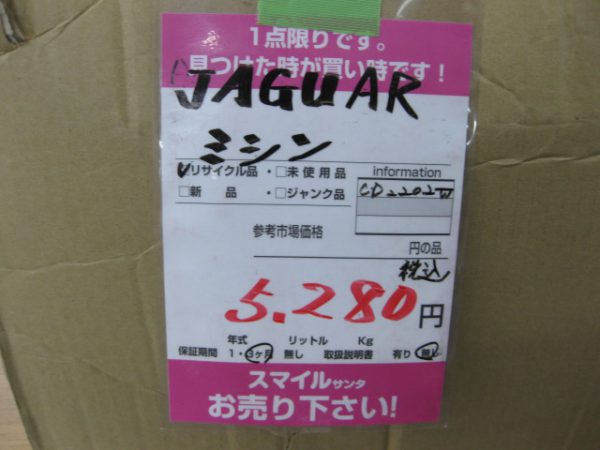 1点限りです。
見つけた時が買い時です！
JAGUAR
ミシン
リサイクル品・□未使用品 information
□新 品 ・□ジャンク品 CD2202W
参考市場価格
円の品
税込
5.280円
年式 リットル Kg
保証期間 1・3ヶ月 無し 取扱説明書 有り 無し
スマイルサンタ
お売り下さい!